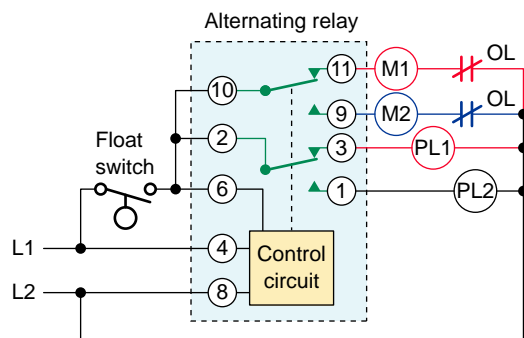 Alternating relay
11 M1 OL
10
9 M2 OL
Float
switch
2
3 PL1
6
1 PL2
L1
4
Control
circuit
L2
8